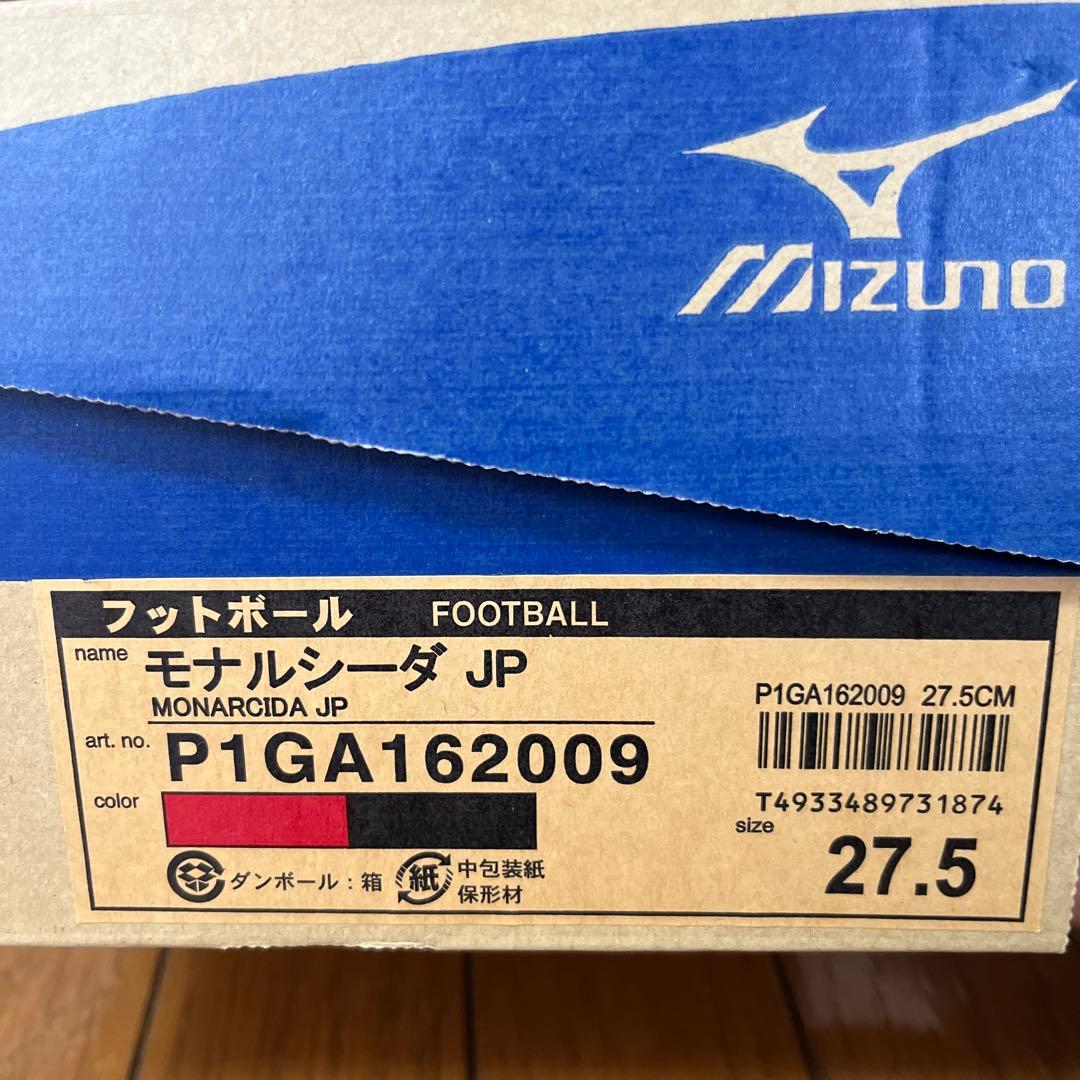 MIZUNO
フットボール FOOTBALL
name モナルシーダ JP
MONARCIDA JP
art. no. P1GA162009
color
ダンボール：箱 紙 中包装紙
保形材
P1GA162009 27.5CM
T4933489731874
size
27.5